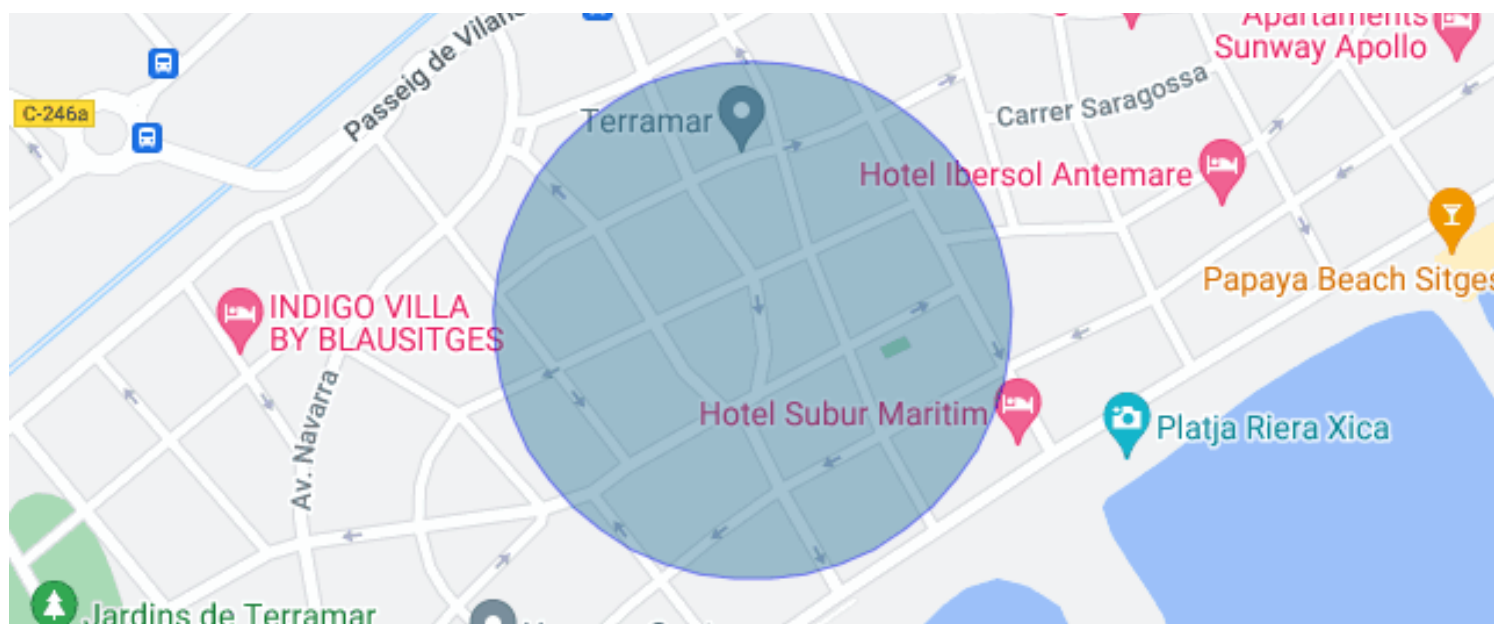 Passeig de Vilano
Apartaments
Sunway Apollo
C-246a
Terramar
Carrer Saragossa
Hotel Ibersol Antemare
INDIGO VILLA
BY BLAUSITGES
Papaya Beach Sitges
Av. Navarra
Hotel Subur Maritim
Platja Riera Xica
Jardins de Terramar